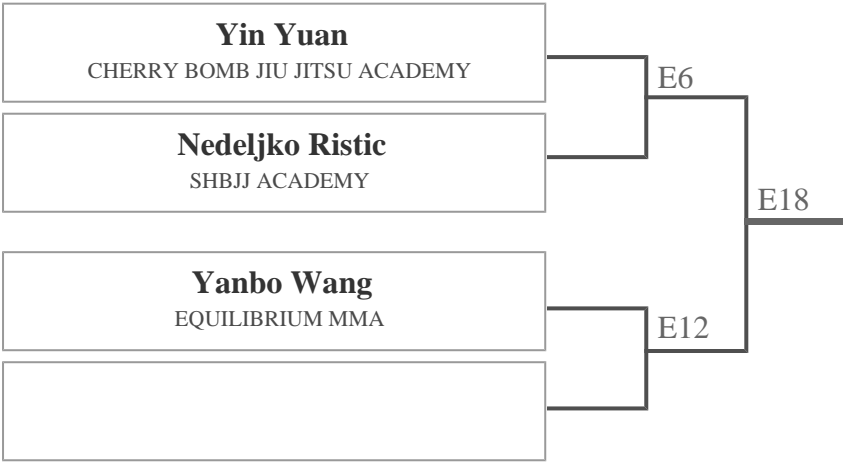 Yin Yuan
CHERRY BOMB JIU JITSU ACADEMY
E6
Nedeljko Ristic
SHBJJ ACADEMY
E18
Yanbo Wang
EQUILIBRIUM MMA
E12